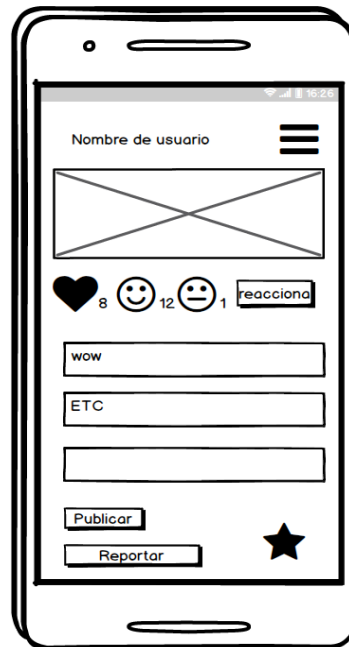 16:26
Nombre de usuario
8 12 1 reacciona
wow
ETC
Publicar
Reportar